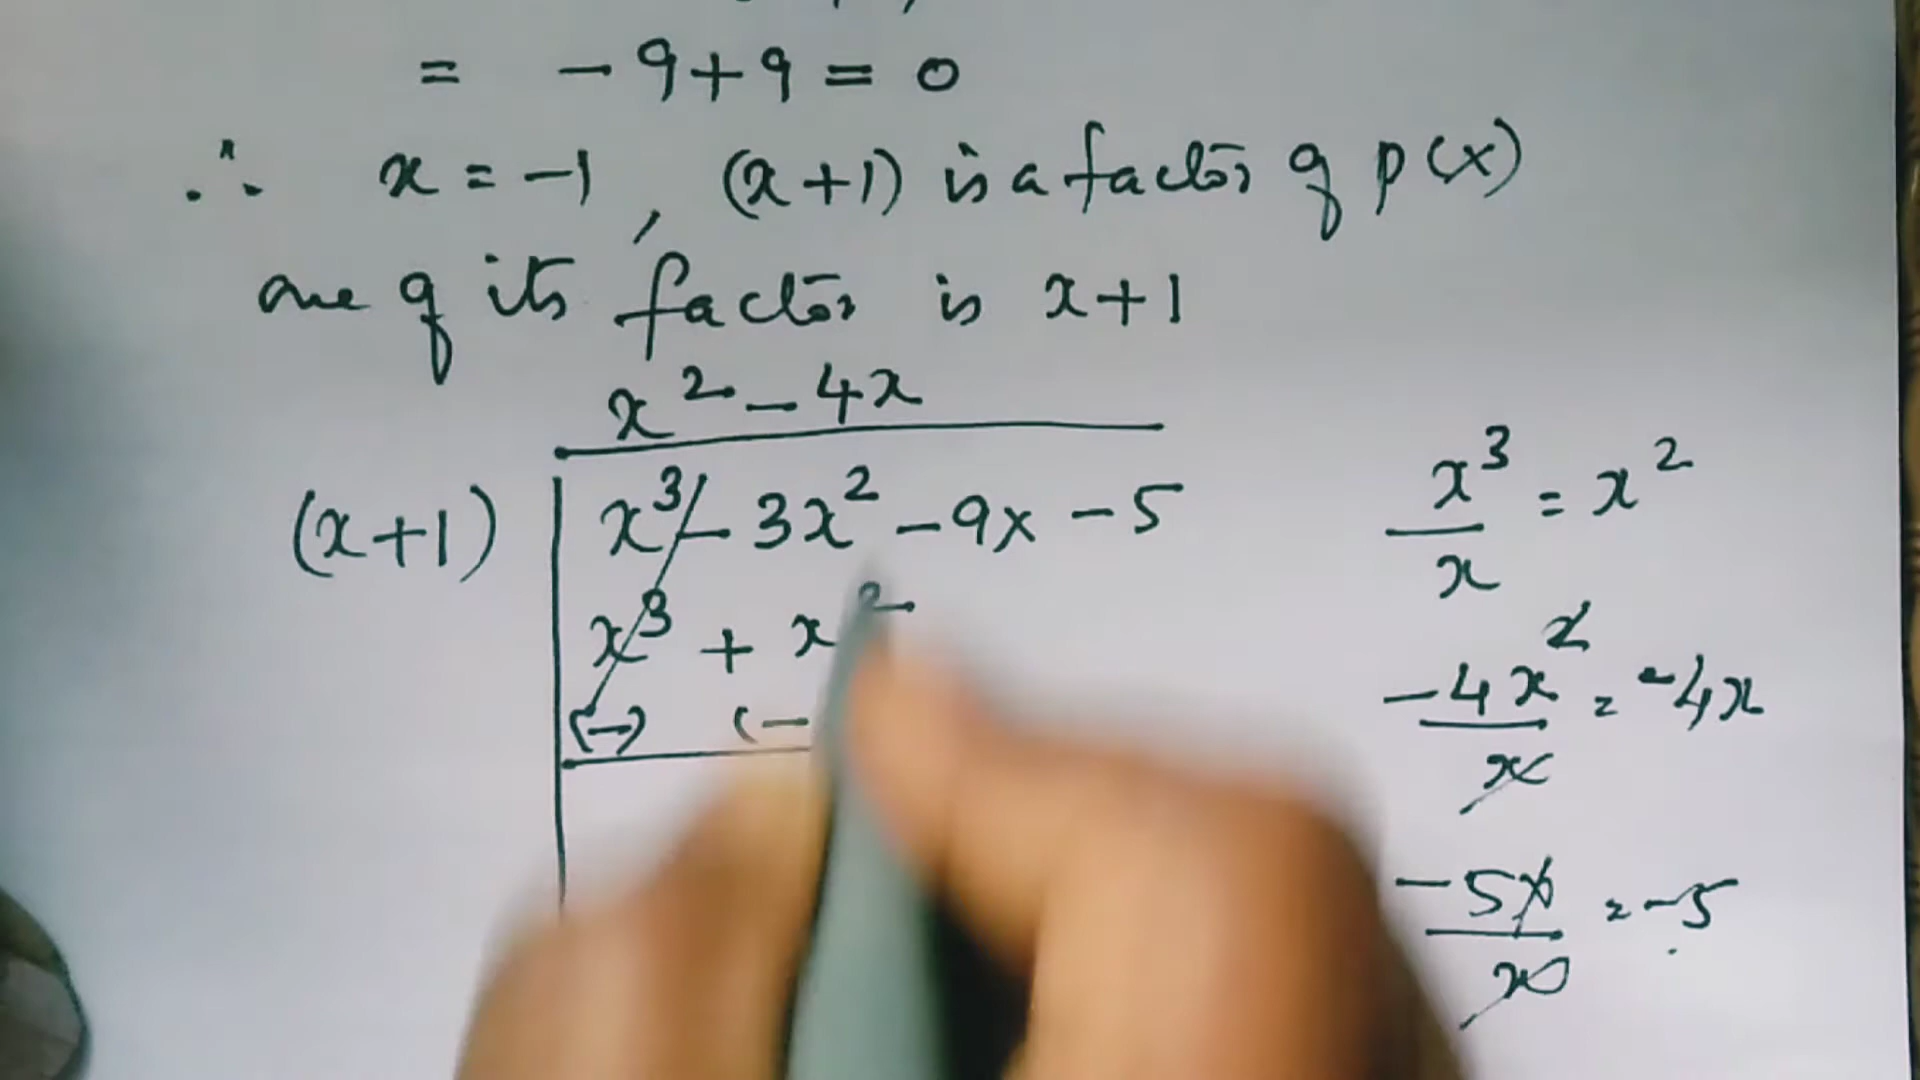 = - 9 + 9 = 0
∴ x = -1, (x+1) is a factor of p(x)
one of its factor is x+1
x² - 4x
(x+1) x³ - 3x² - 9x - 5
x³ + x²
(-) (-
x³/x = x²
-4x²/x = -4x
-5x/x = -5